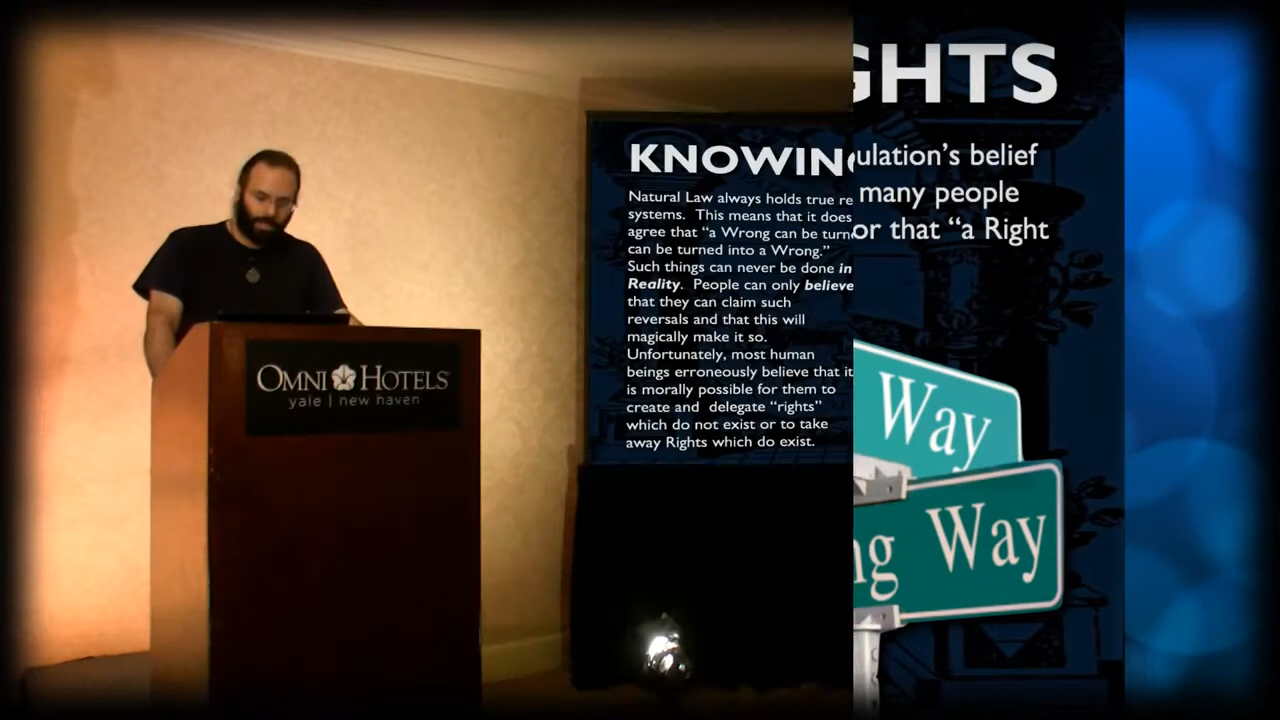 OMNI HOTELS
yale | new haven
KNOWIN
Natural Law always holds true re
systems. This means that it does
agree that “a Wrong can be turn
can be turned into a Wrong.”
Such things can never be done in
Reality. People can only believe
that they can claim such
reversals and that this will
magically make it so.
Unfortunately, most human
beings erroneously believe that it
is morally possible for them to
create and delegate “rights”
which do not exist or to take
away Rights which do exist.
GHTS
ulation’s belief
many people
or that “a Right
Way
ng Way